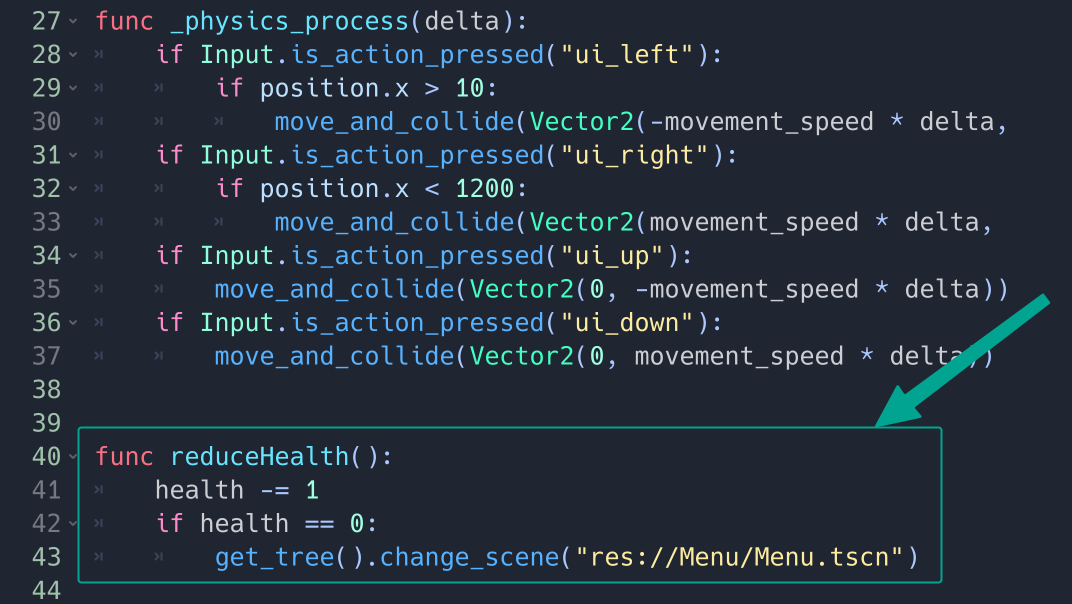 27 func _physics_process(delta):
28 if Input.is_action_pressed("ui_left"):
29 if position.x > 10:
30 move_and_collide(Vector2(-movement_speed * delta,
31 if Input.is_action_pressed("ui_right"):
32 if position.x < 1200:
33 move_and_collide(Vector2(movement_speed * delta,
34 if Input.is_action_pressed("ui_up"):
35 move_and_collide(Vector2(0, -movement_speed * delta))
36 if Input.is_action_pressed("ui_down"):
37 move_and_collide(Vector2(0, movement_speed * delta))
38
39
40 func reduceHealth():
41 health -= 1
42 if health == 0:
43 get_tree().change_scene("res://Menu/Menu.tscn")
44